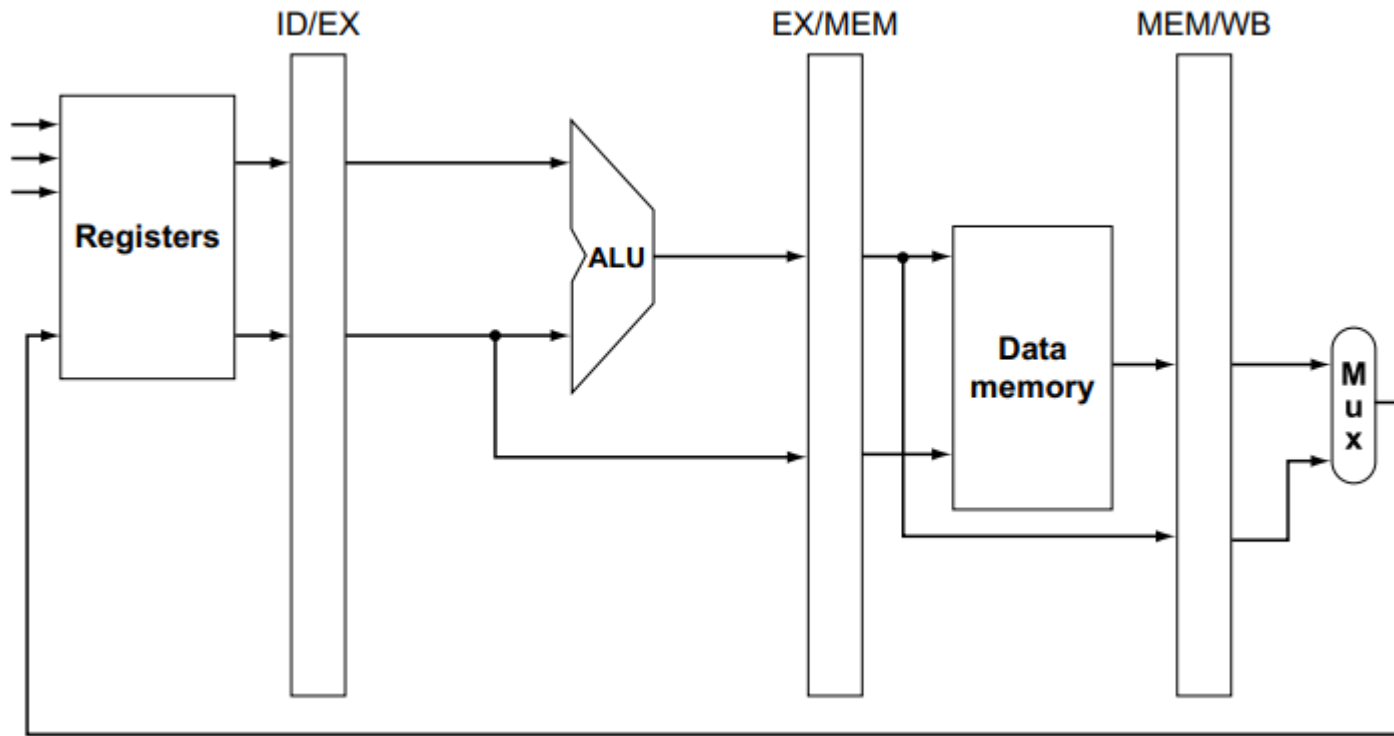 ID/EX
EX/MEM
MEM/WB
Registers
ALU
Data
memory
M
u
x